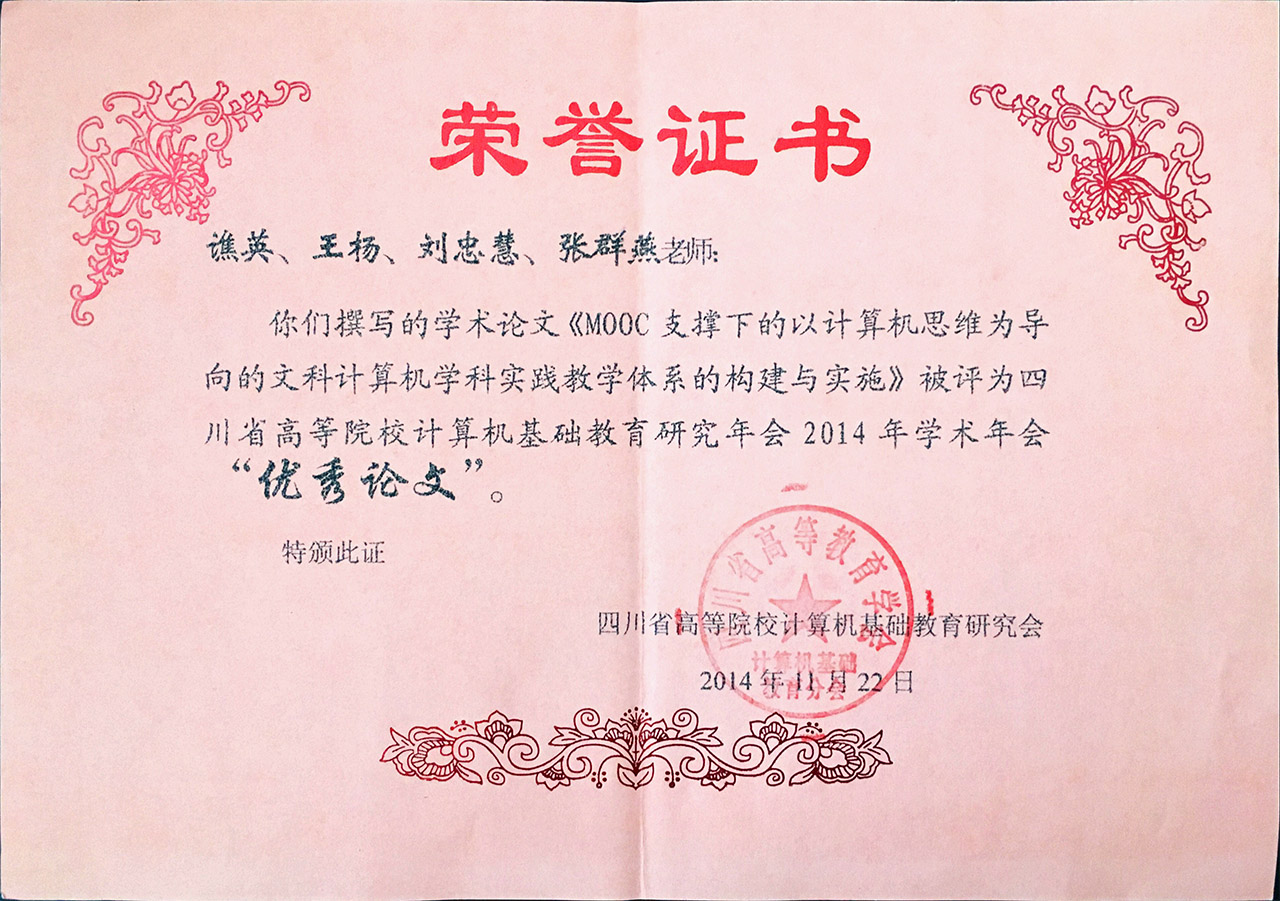 荣誉证书
谯英、王杨、刘忠慧、张群燕老师:
你们撰写的学术论文《MOOC 支撑下的以计算机思维为导
向的文科计算机学科实践教学体系的构建与实施》被评为四
川省高等院校计算机基础教育研究年会 2014 年学术年会
“优秀论文”。
特颁此证
四川省高等院校计算机基础教育研究会
2014 年 11 月 22 日
四川省高等教育学会
计算机基础
教育分会